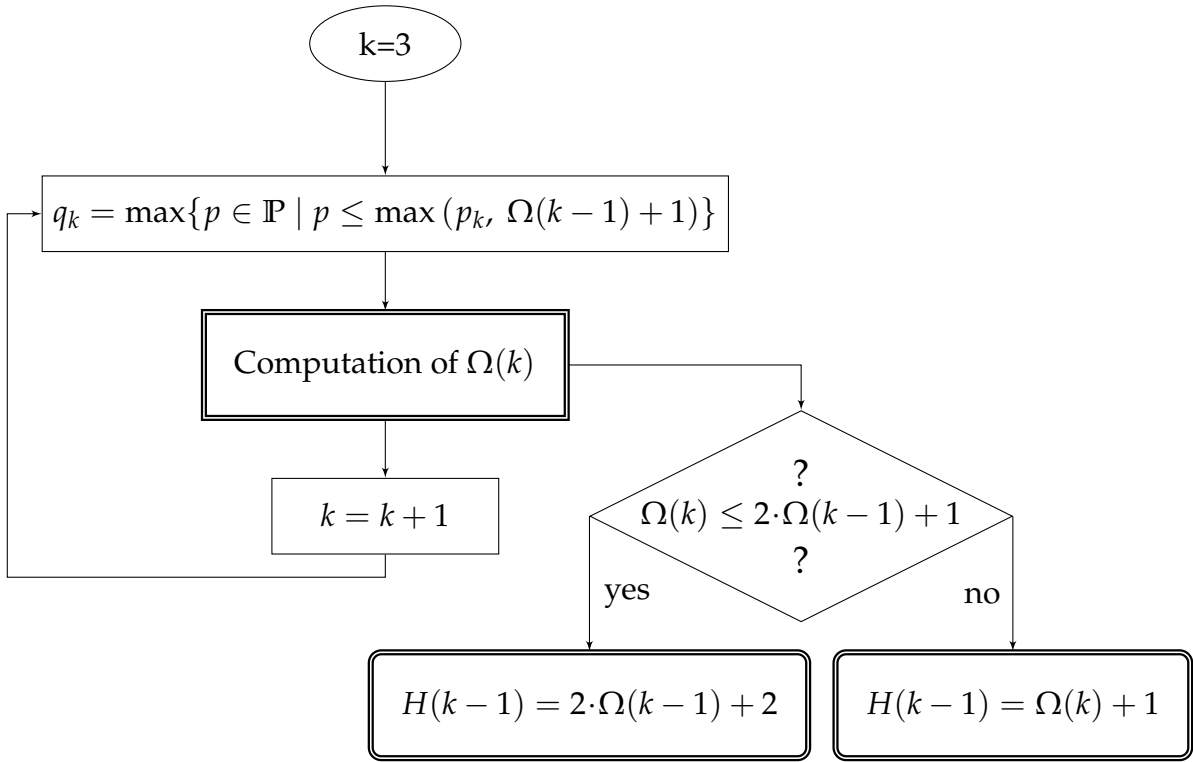 k=3
q_k = max{p ∈ ℙ | p ≤ max (p_k, Ω(k − 1) + 1)}
Computation of Ω(k)
k = k + 1
?
Ω(k) ≤ 2·Ω(k − 1) + 1
?
yes
no
H(k − 1) = 2·Ω(k − 1) + 2
H(k − 1) = Ω(k) + 1